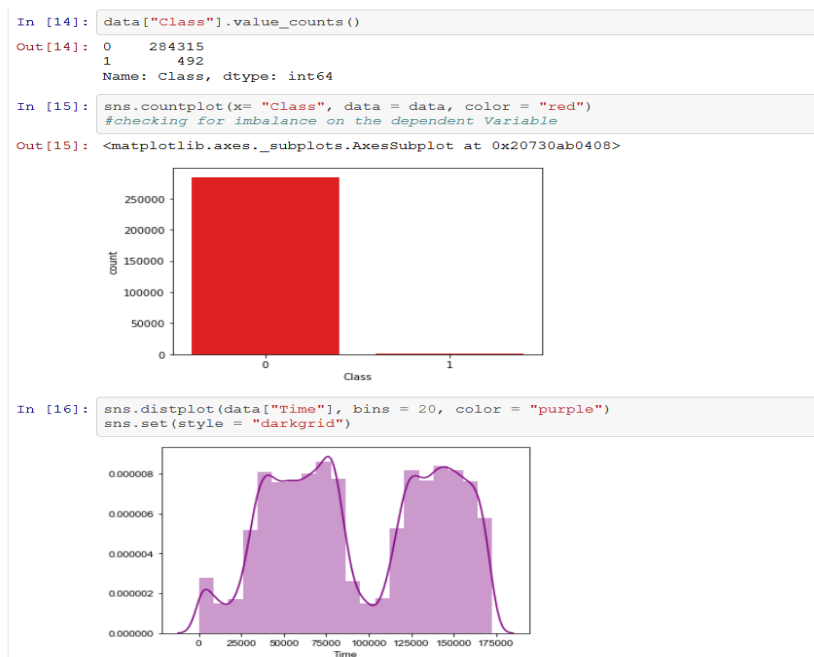 In [14]: data["Class"].value_counts()
Out[14]: 0    284315
1       492
Name: Class, dtype: int64
In [15]: sns.countplot(x= "Class", data = data, color = "red")
#checking for imbalance on the dependent Variable
Out[15]: <matplotlib.axes._subplots.AxesSubplot at 0x20730ab0408>
250000
200000
150000
100000
50000
0
count
0 1
Class
In [16]: sns.distplot(data["Time"], bins = 20, color = "purple")
sns.set(style = "darkgrid")
0.000008
0.000006
0.000004
0.000002
0.000000
0 25000 50000 75000 100000 125000 150000 175000
Time